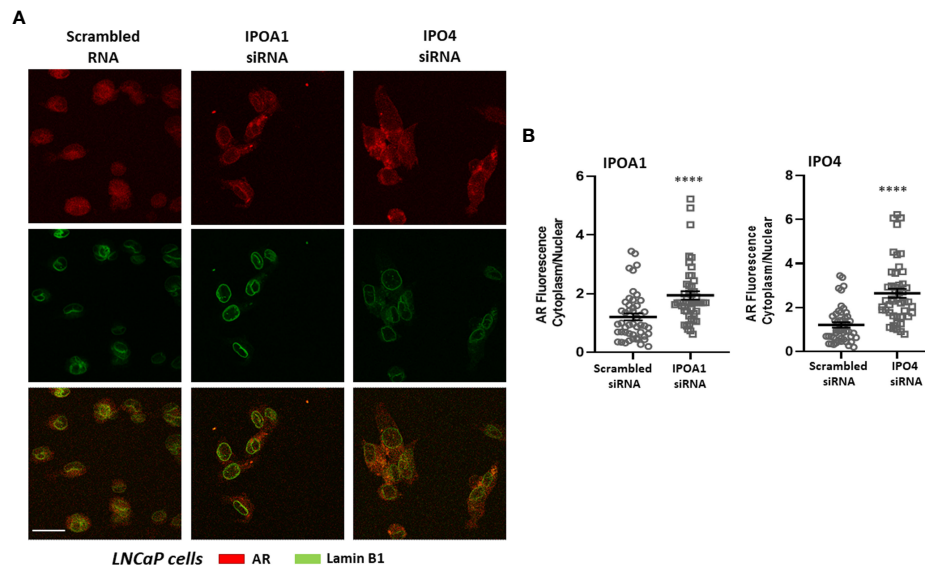 A
Scrambled
RNA
IPOA1
siRNA
IPO4
siRNA
LNCaP cells
AR
Lamin B1
B
IPOA1
AR Fluorescence
Cytoplasm/Nuclear
6
4
2
0
****
Scrambled
siRNA
IPOA1
siRNA
IPO4
AR Fluorescence
Cytoplasm/Nuclear
8
6
4
2
0
****
Scrambled
siRNA
IPO4
siRNA